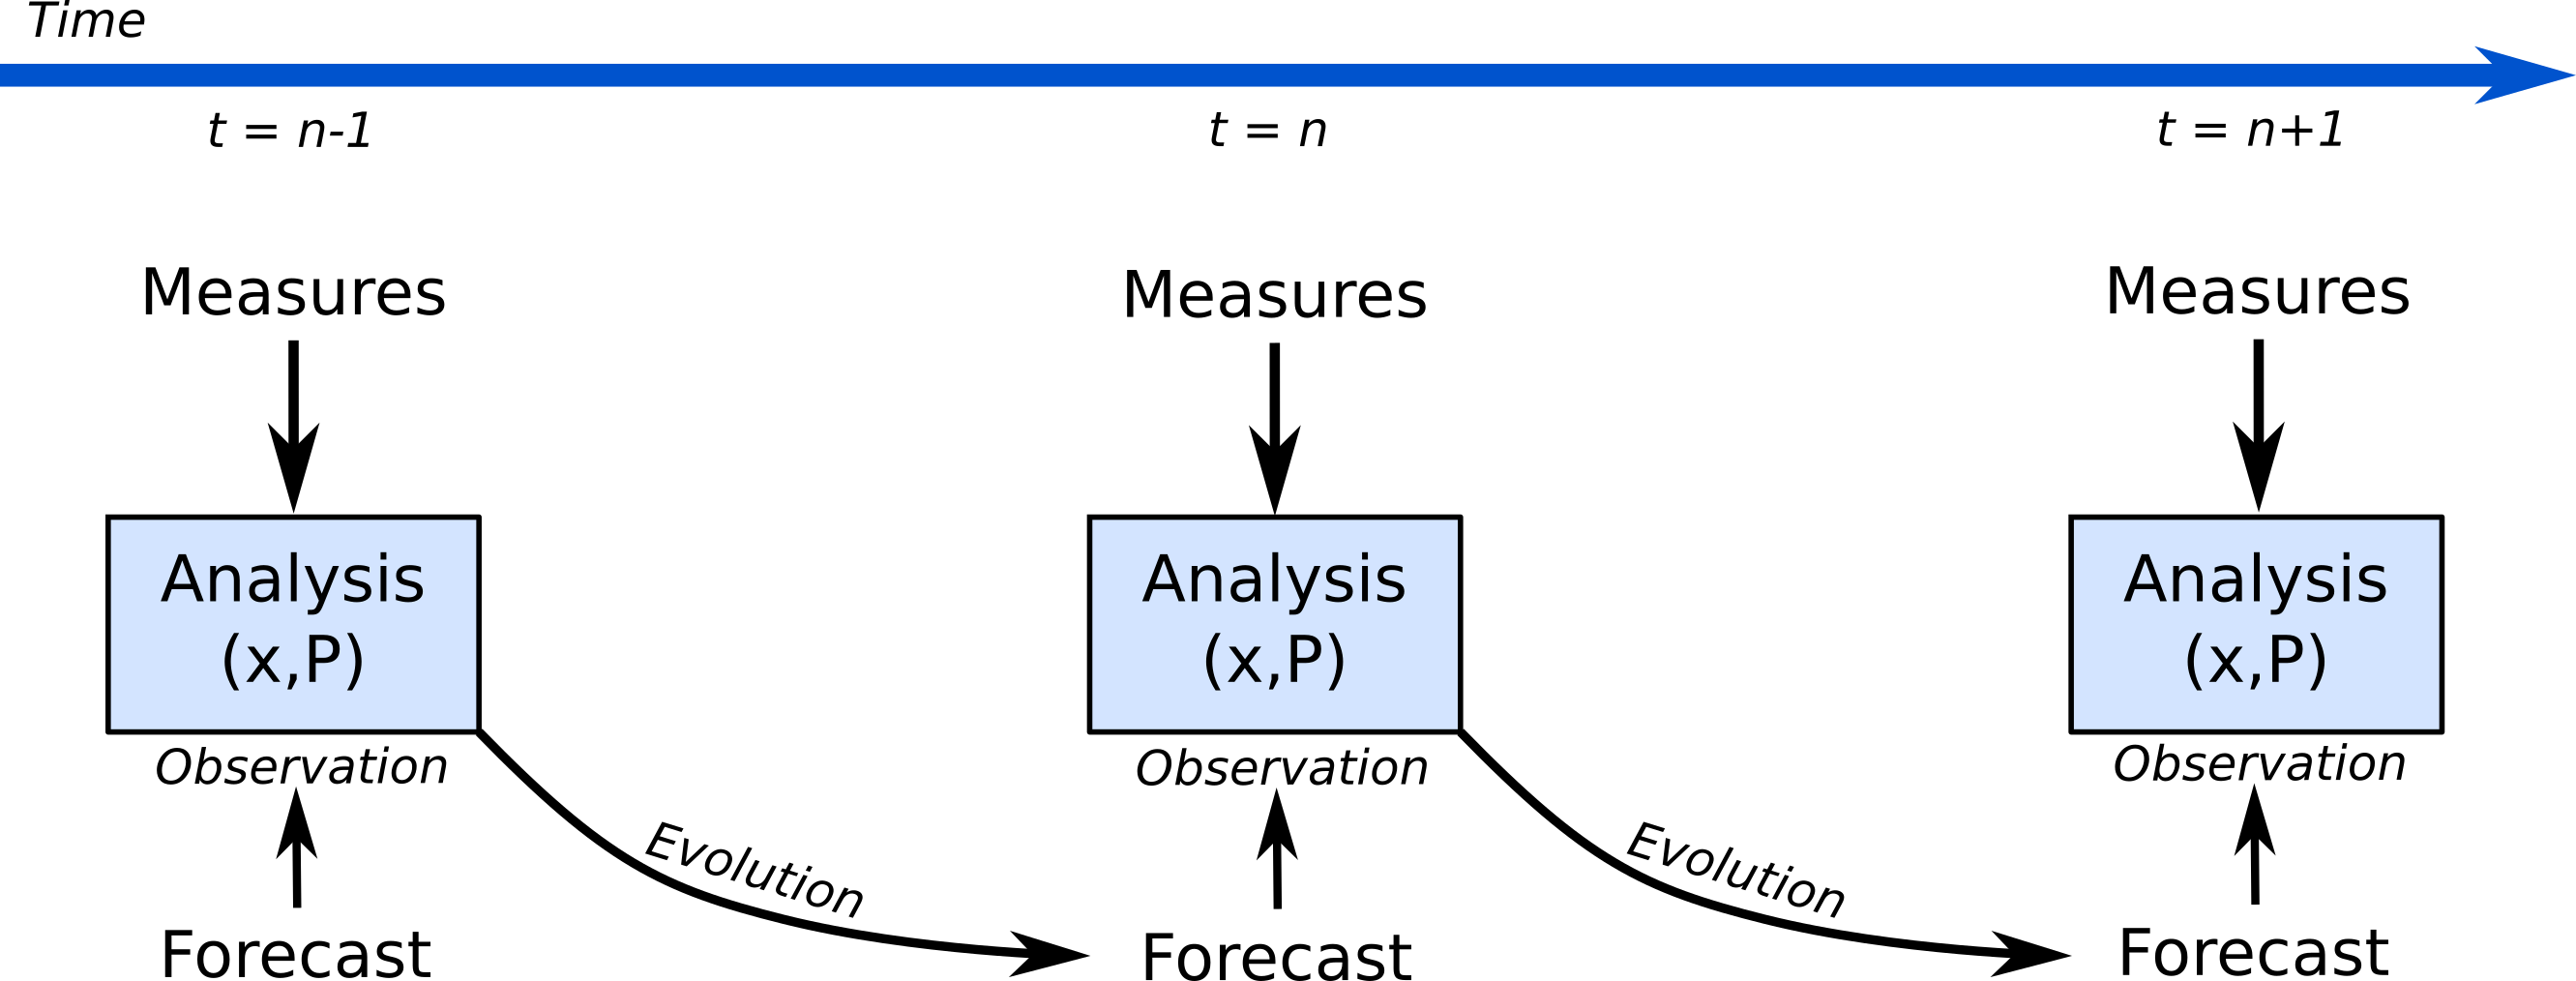 Time
t = n-1
t = n
t = n+1
Measures
Measures
Measures
Analysis
(x,P)
Analysis
(x,P)
Analysis
(x,P)
Observation
Observation
Observation
Evolution
Evolution
Forecast
Forecast
Forecast